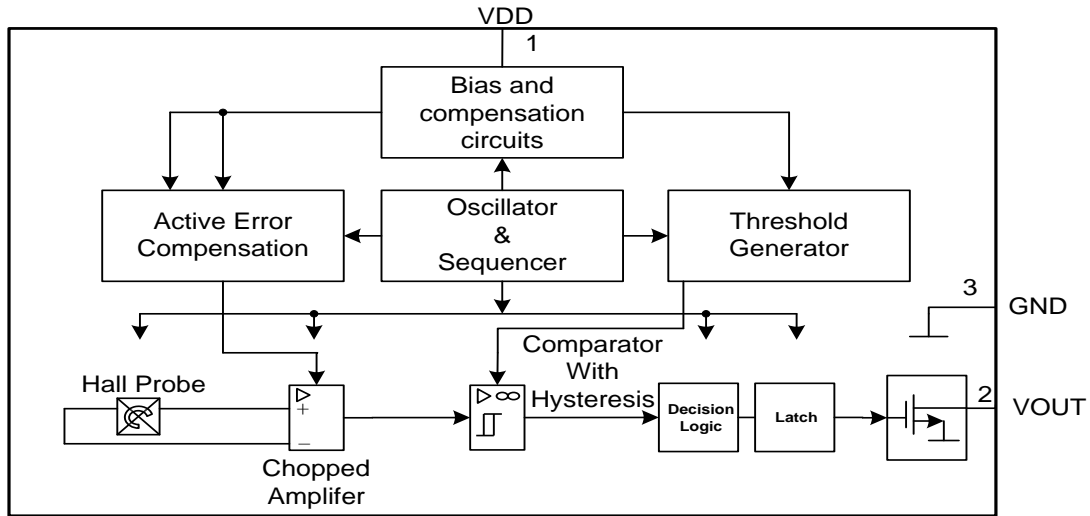 VDD
1
Bias and
compensation
circuits
Active Error
Compensation
Oscillator
&
Sequencer
Threshold
Generator
3
GND
Comparator
With
Hysteresis
Hall Probe
+
−
∞
Decision
Logic
Latch
2
VOUT
Chopped
Amplifer